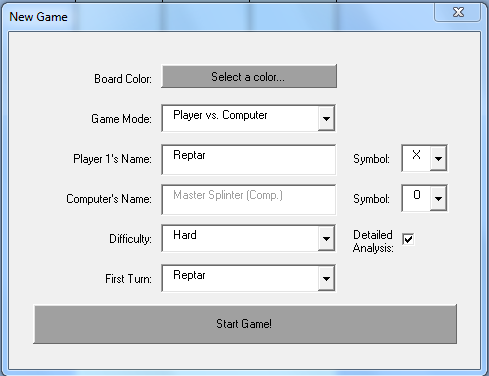 New Game
Board Color: Select a color...
Game Mode: Player vs. Computer
Player 1's Name: Reptar Symbol: X
Computer's Name: Master Splinter (Comp.) Symbol: O
Difficulty: Hard Detailed
Analysis:
First Turn: Reptar
Start Game!